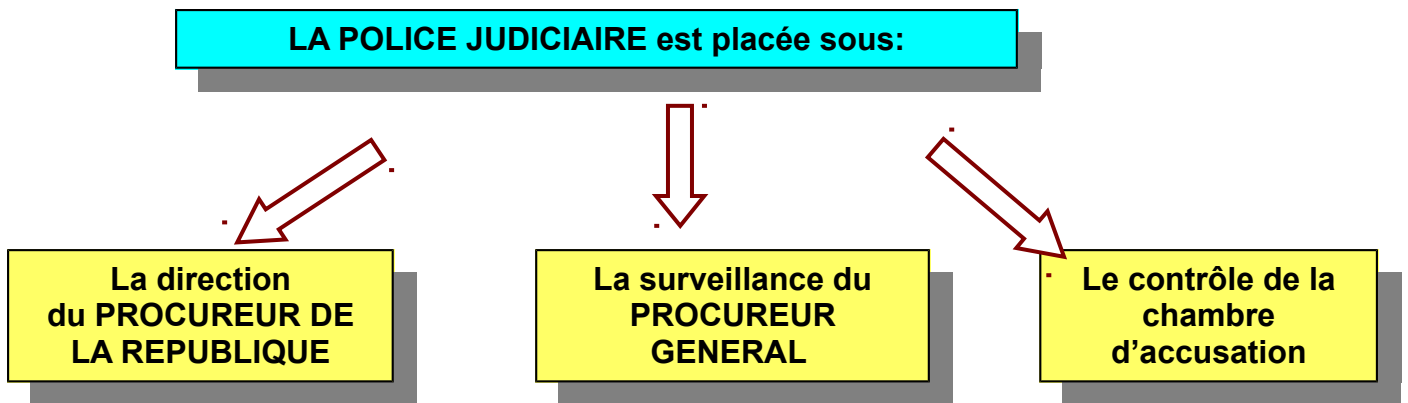 LA POLICE JUDICIAIRE est placée sous:
La direction
du PROCUREUR DE
LA REPUBLIQUE
La surveillance du
PROCUREUR
GENERAL
Le contrôle de la
chambre
d’accusation